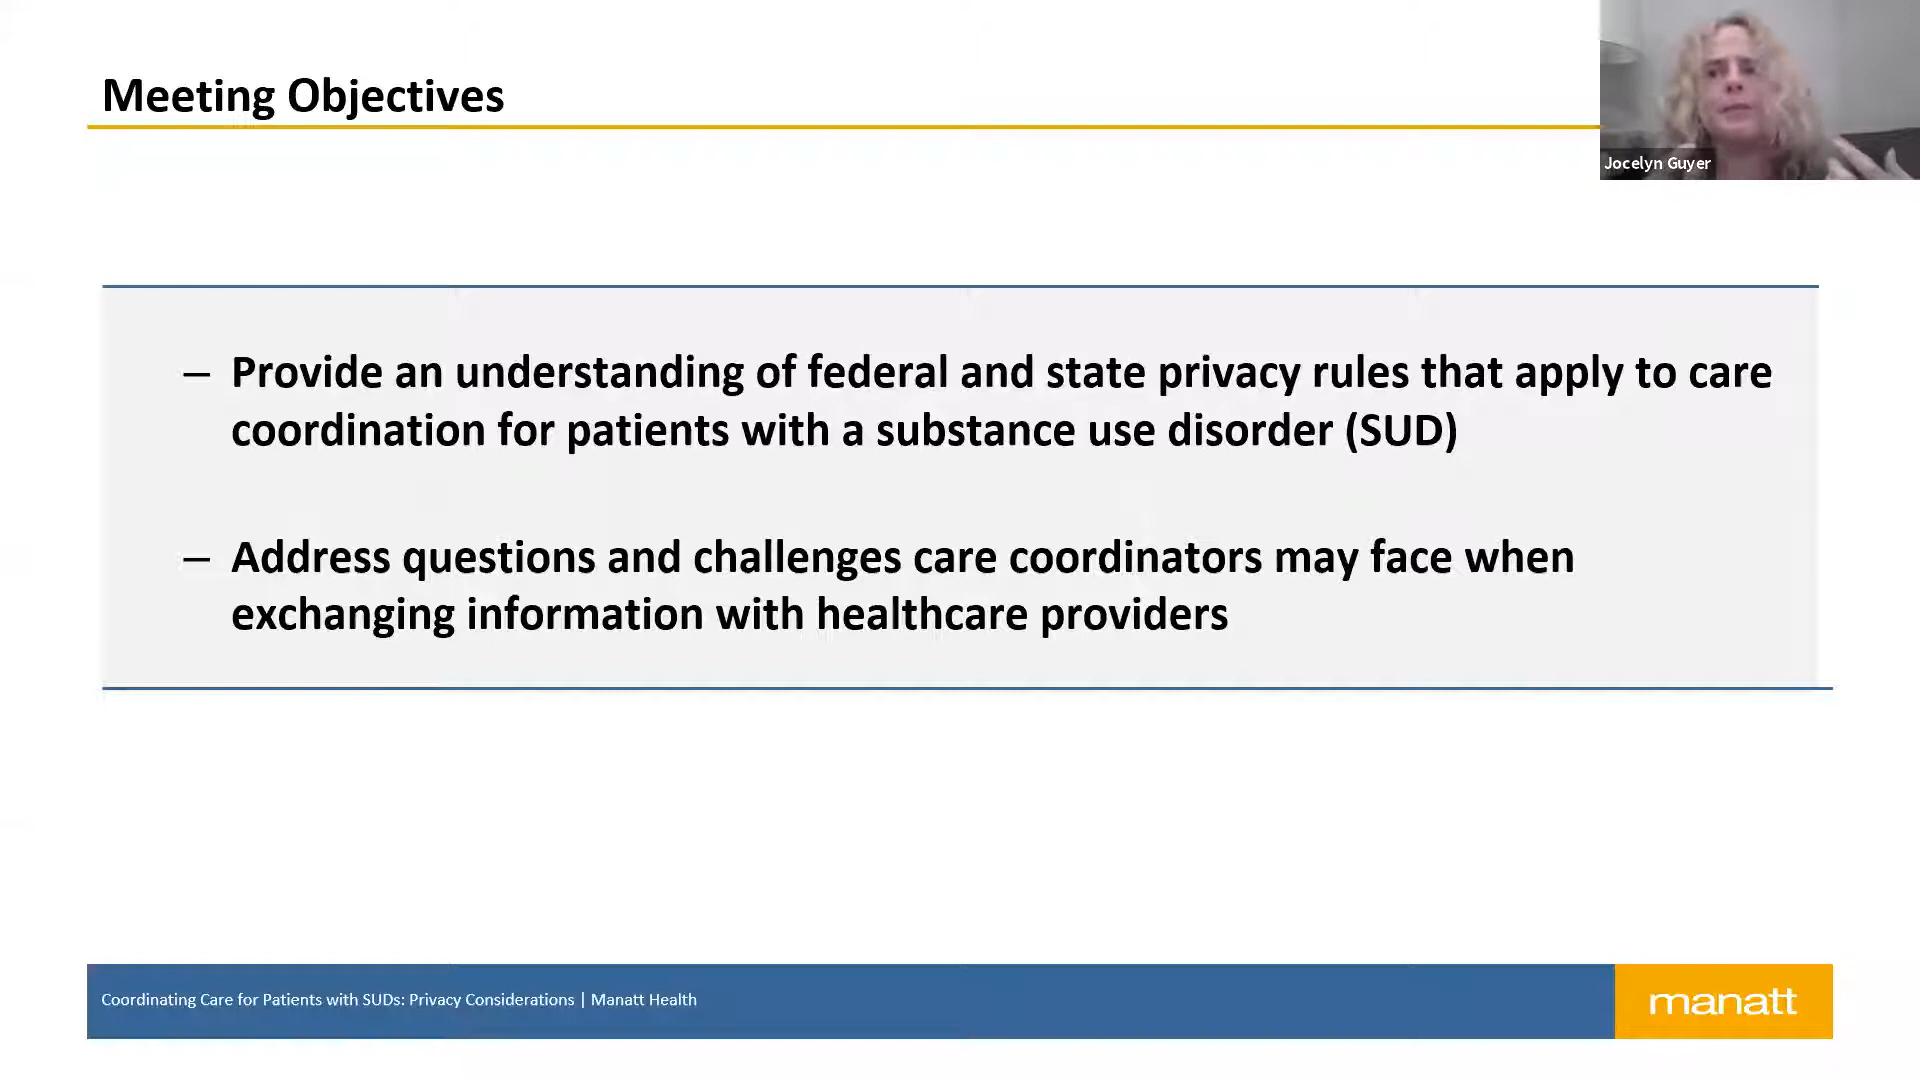 Meeting Objectives
Jocelyn Guyer
– Provide an understanding of federal and state privacy rules that apply to care
coordination for patients with a substance use disorder (SUD)
– Address questions and challenges care coordinators may face when
exchanging information with healthcare providers
Coordinating Care for Patients with SUDs: Privacy Considerations | Manatt Health
manatt